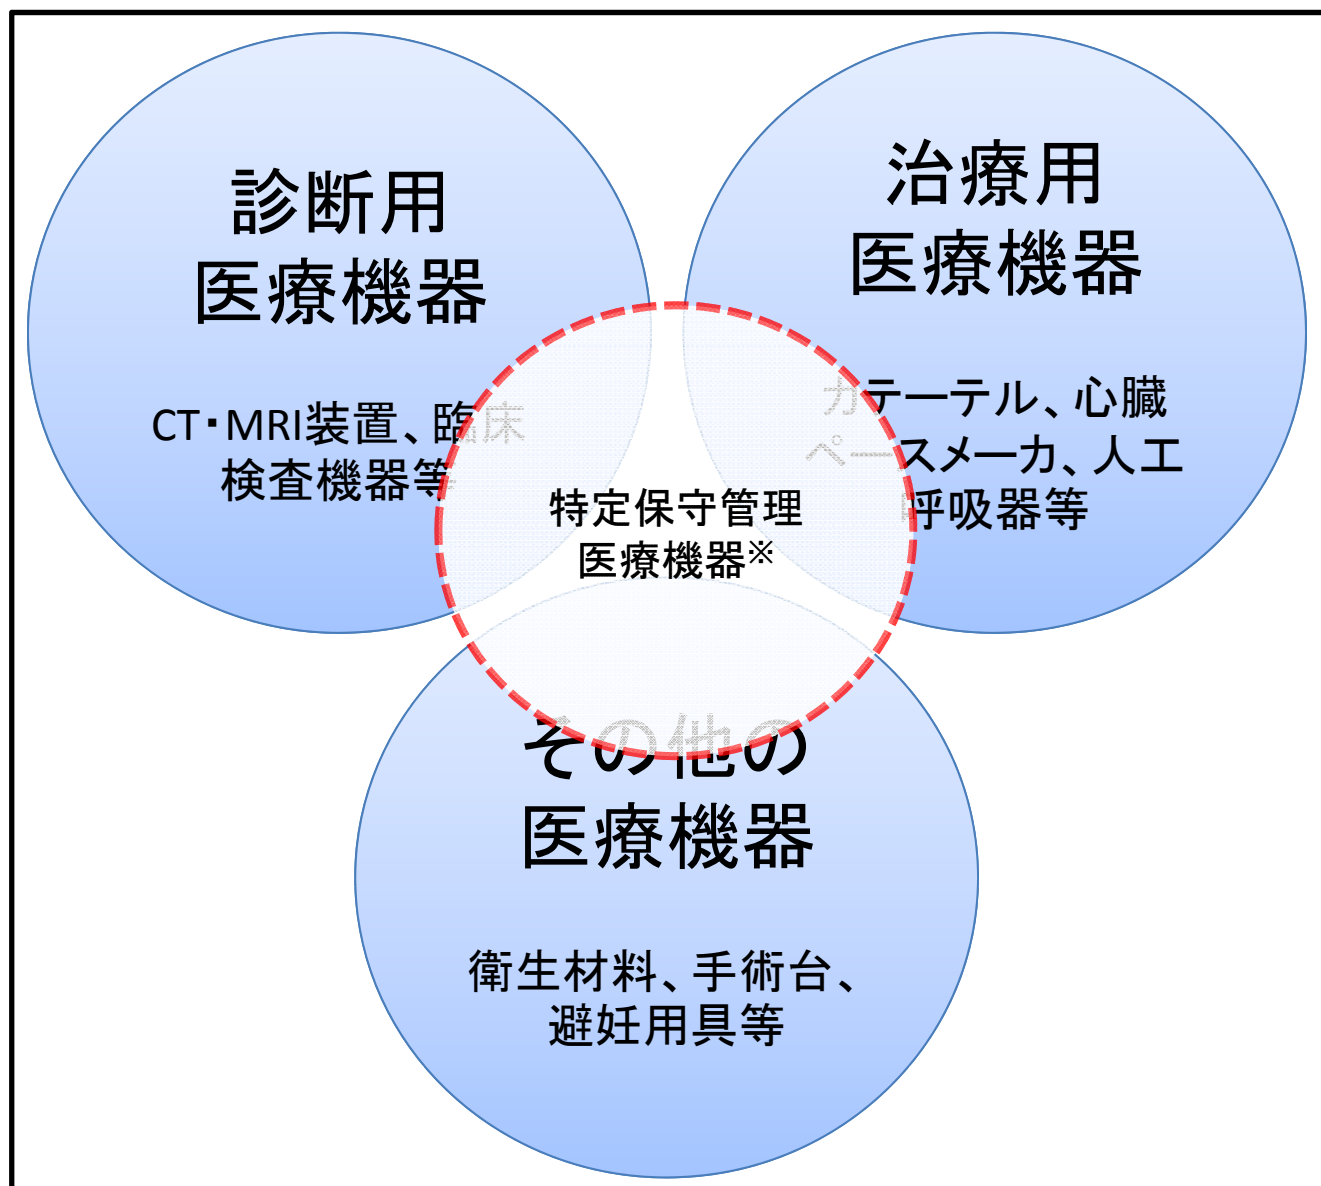 診断用
医療機器
CT・MRI装置、臨床
検査機器等
治療用
医療機器
カテーテル、心臓
ペースメーカ、人工
呼吸器等
特定保守管理
医療機器※
その他の
医療機器
衛生材料、手術台、
避妊用具等